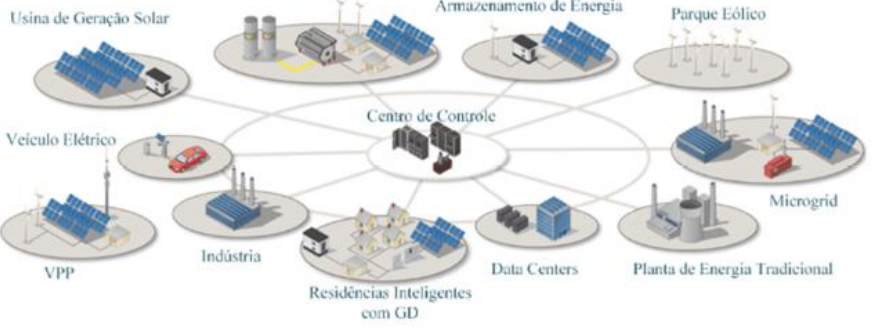 Usina de Geração Solar
Armazenamento de Energia
Parque Eólico
Centro de Controle
Veículo Elétrico
Microgrid
VPP
Indústria
Residências Inteligentes
com GD
Data Centers
Planta de Energia Tradicional